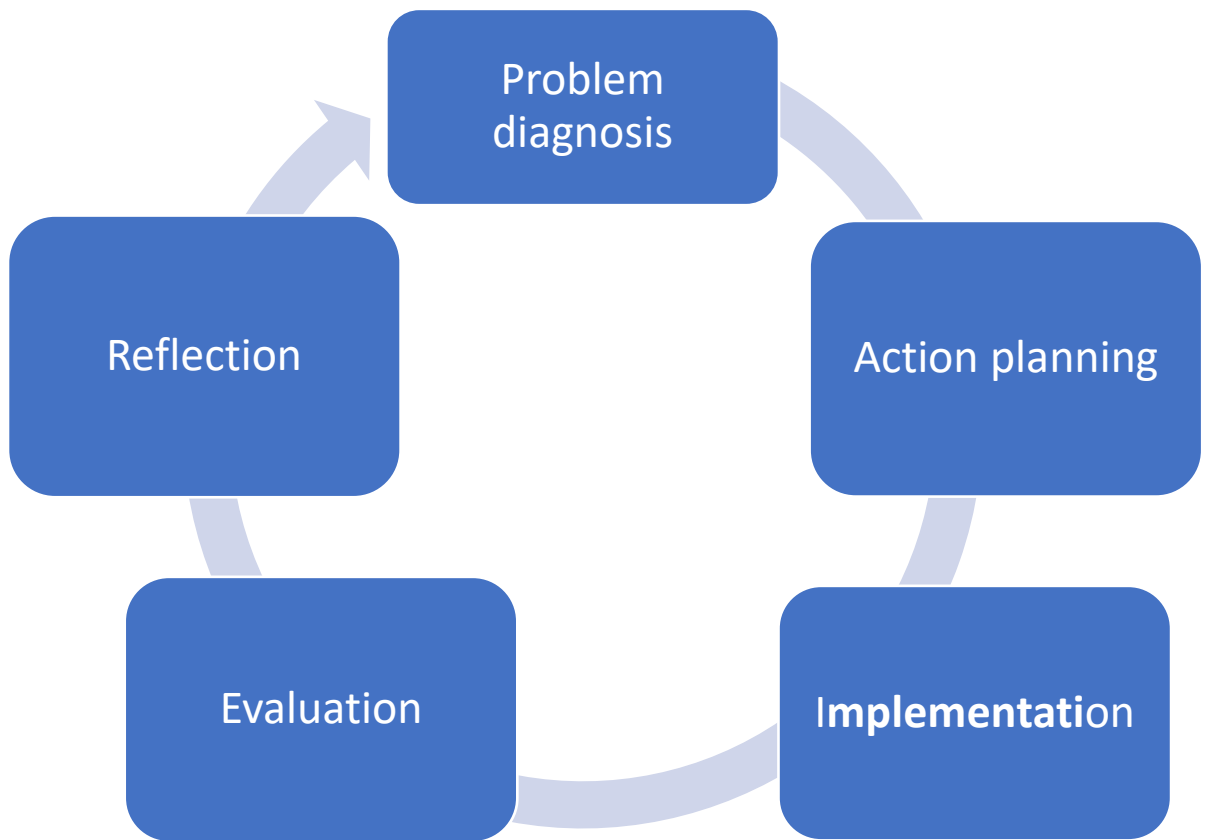 Problem
diagnosis
Action planning
Implementation
Evaluation
Reflection